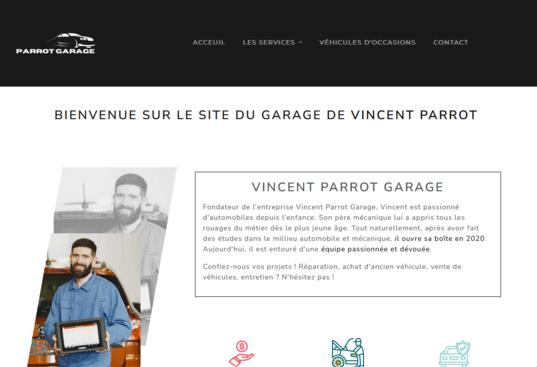 PARROT GARAGE
ACCEUIL LES SERVICES VÉHICULES D'OCCASIONS CONTACT
BIENVENUE SUR LE SITE DU GARAGE DE VINCENT PARROT
VINCENT PARROT GARAGE
Fondateur de l'entreprise Vincent Parrot Garage, Vincent est passionné
d'automobiles depuis l'enfance. Son père mécanique lui a appris tous les
rouages du métier dès le plus jeune âge. Tout naturellement, après avoir fait
des études dans le millieu automobile et mécanique, il ouvre sa boîte en 2020.
Aujourd'hui, il est entouré d'une équipe passionnée et dévouée.
Confiez-nous vos projets ! Réparation, achat d'ancien véhicule, vente de
véhicules, entretien ? N'hésitez pas !